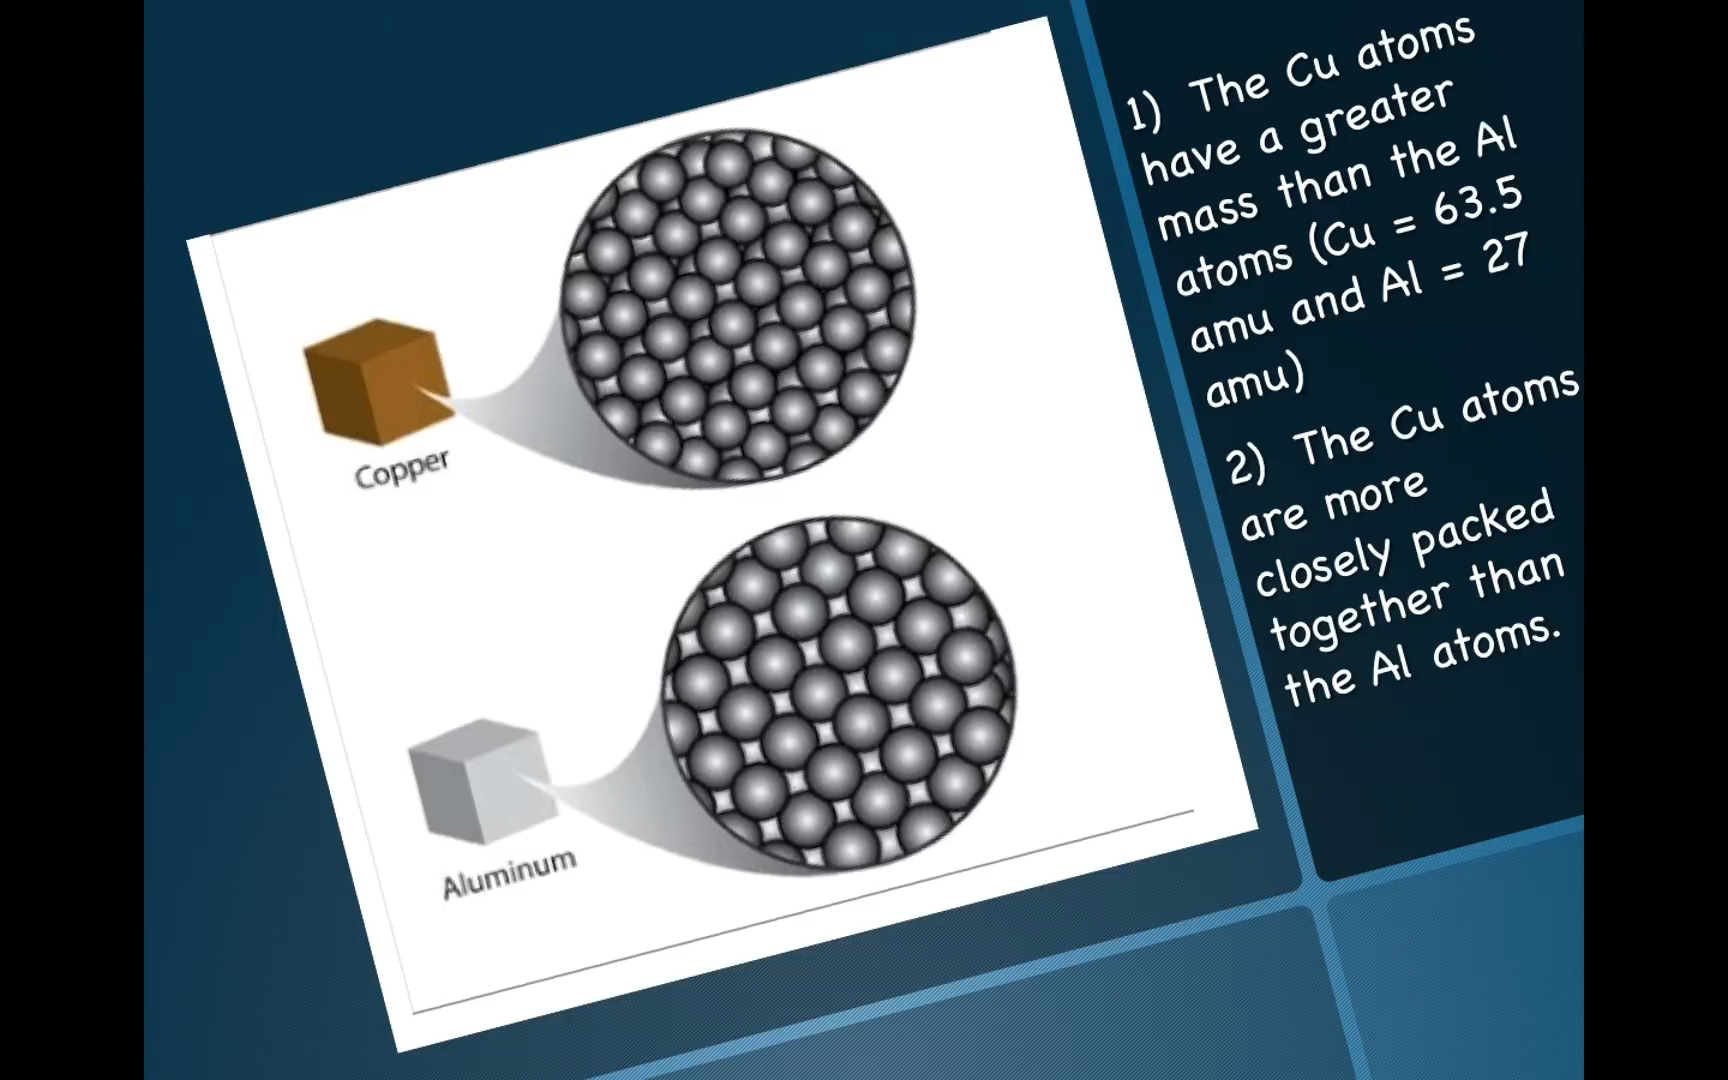 Copper
Aluminum
1) The Cu atoms
have a greater
mass than the Al
atoms (Cu = 63.5
amu and Al = 27
amu)
2) The Cu atoms
are more
closely packed
together than
the Al atoms.